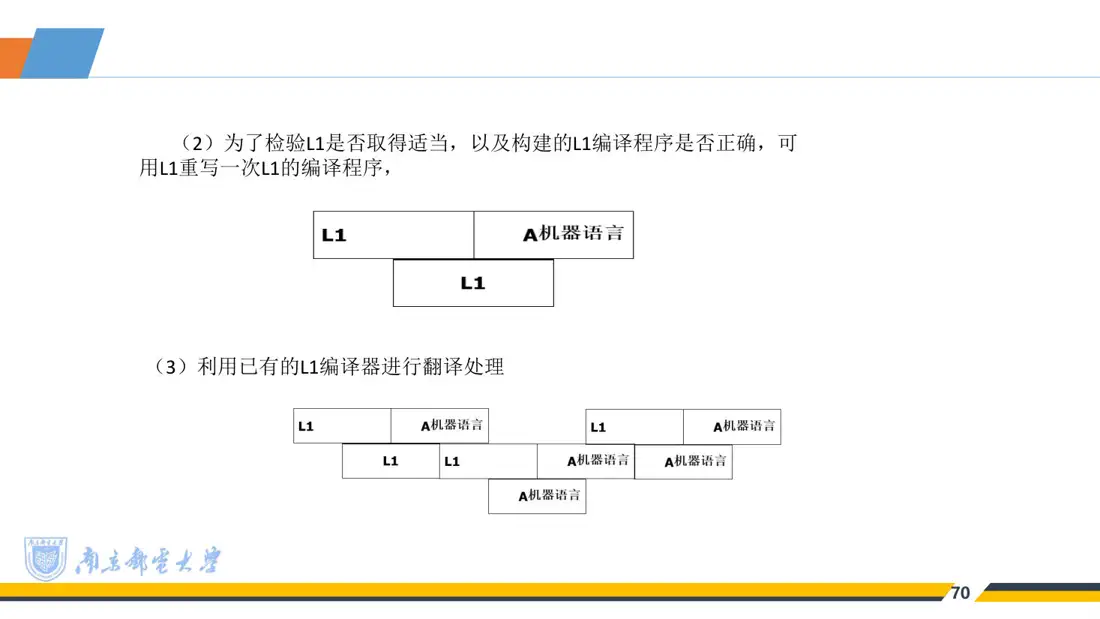 （2）为了检验L1是否取得适当，以及构建的L1编译程序是否正确，可
用L1重写一次L1的编译程序，
L1 A机器语言
L1
（3）利用已有的L1编译器进行翻译处理
L1 A机器语言 L1 A机器语言
L1 L1 A机器语言 A机器语言
A机器语言
南京邮电大学
70